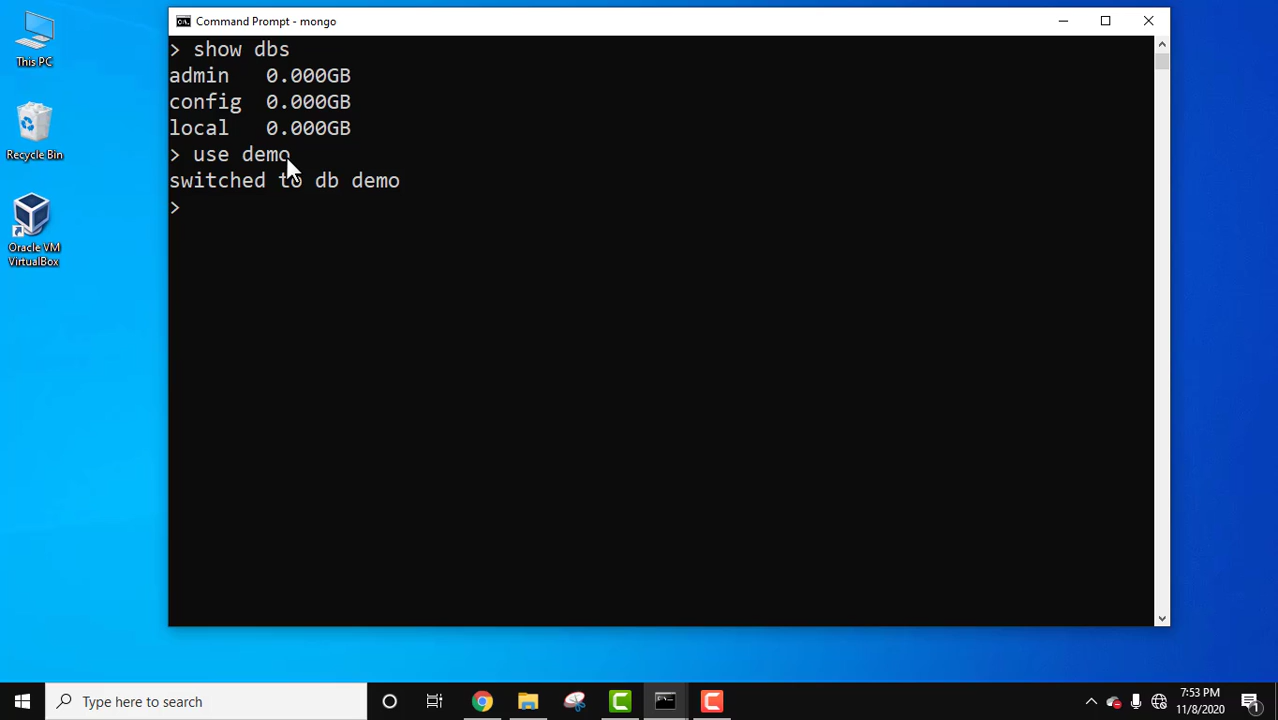 Command Prompt - mongo
> show dbs
admin   0.000GB
config  0.000GB
local   0.000GB
> use demo
switched to db demo
>
This PC
Recycle Bin
Oracle VM
VirtualBox
Type here to search
7:53 PM
11/8/2020
1